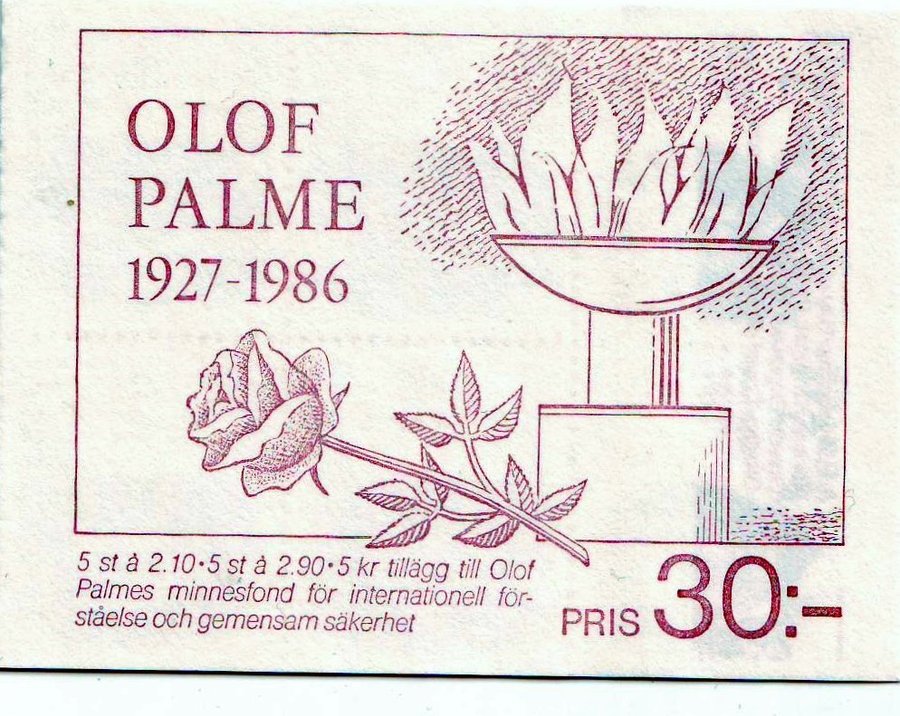 OLOF
PALME
1927-1986
5 st à 2.10•5 st à 2.90•5 kr tillägg till Olof
Palmes minnesfond för internationell för-
ståelse och gemensam säkerhet
PRIS 30:-